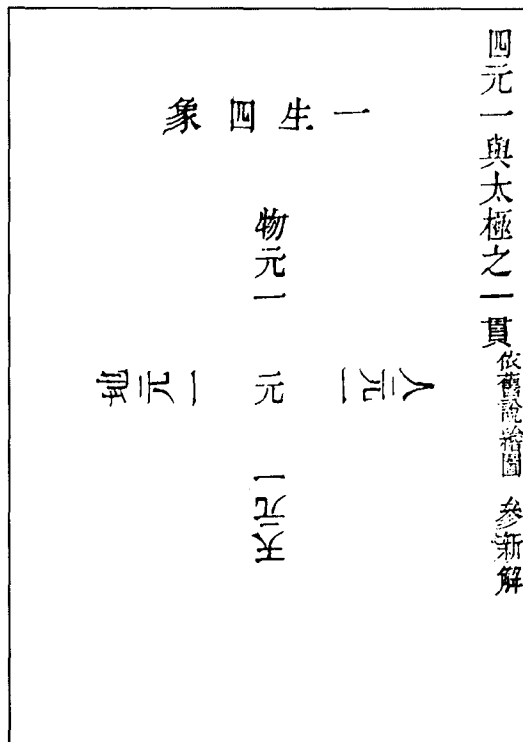 四元一與太極之一貫 依舊說繪圖 參新解
一生四象
物元一
人元一
元
地元一
天元一